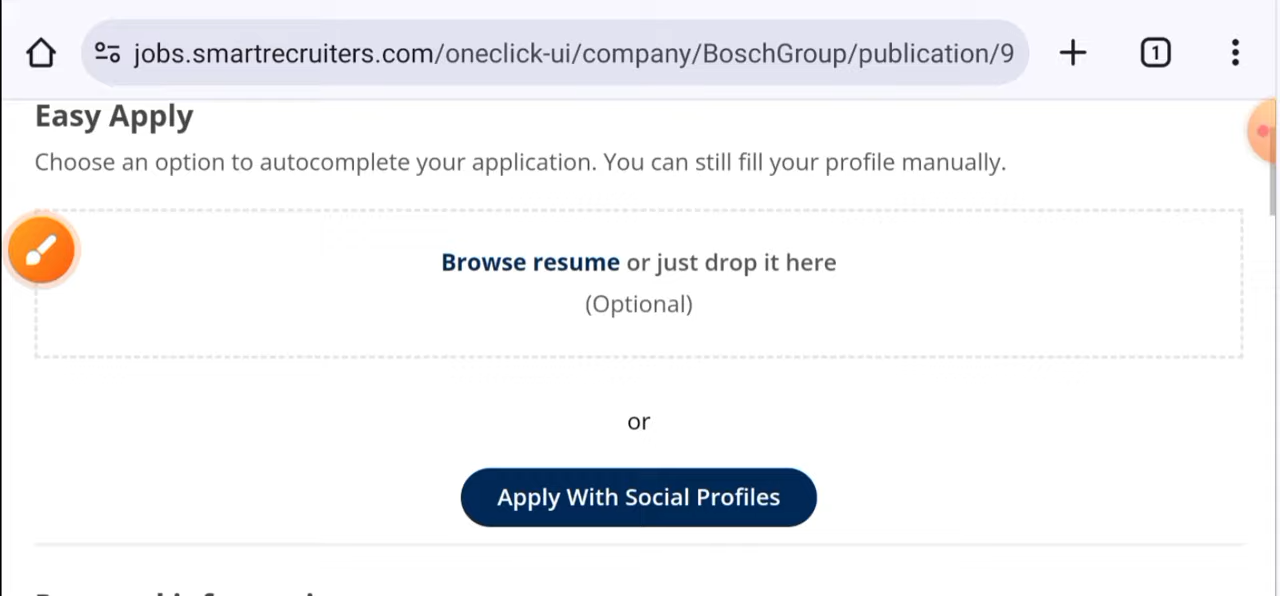 jobs.smartrecruiters.com/oneclick-ui/company/BoschGroup/publication/9
1
Easy Apply
Choose an option to autocomplete your application. You can still fill your profile manually.
Browse resume or just drop it here
(Optional)
or
Apply With Social Profiles